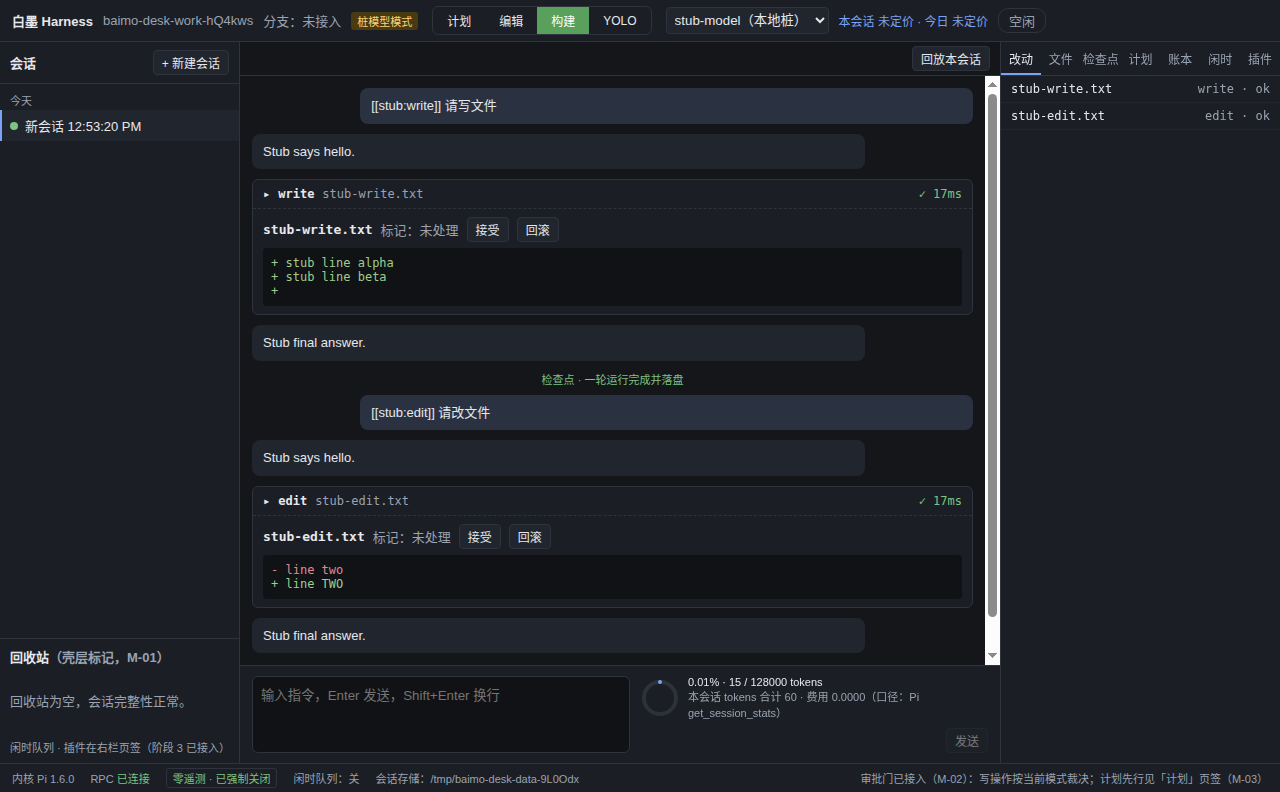 白墨 Harness baimo-desk-work-hQ4kws 分支：未接入 桩模型模式 计划 编辑 构建 YOLO stub-model（本地桩） 本会话 未定价 · 今日 未定价 空闲
会话 + 新建会话
回放本会话
改动 文件 检查点 计划 账本 闲时 插件
今天
新会话 12:53:20 PM
[[stub:write]] 请写文件
Stub says hello.
▸ write stub-write.txt ✓ 17ms
stub-write.txt 标记：未处理 接受 回滚
+ stub line alpha
+ stub line beta
+
Stub final answer.
检查点 · 一轮运行完成并落盘
[[stub:edit]] 请改文件
Stub says hello.
▸ edit stub-edit.txt ✓ 17ms
stub-edit.txt 标记：未处理 接受 回滚
- line two
+ line TWO
Stub final answer.
stub-write.txt write · ok
stub-edit.txt edit · ok
回收站（壳层标记，M-01）
回收站为空，会话完整性正常。
闲时队列 · 插件在右栏页签（阶段 3 已接入）
输入指令，Enter 发送，Shift+Enter 换行
0.01% · 15 / 128000 tokens
本会话 tokens 合计 60 · 费用 0.0000（口径：Pi
get_session_stats）
发送
内核 Pi 1.6.0 RPC 已连接 零遥测 · 已强制关闭 闲时队列：关 会话存储：/tmp/baimo-desk-data-9L0Odx 审批门已接入（M-02）：写操作按当前模式裁决；计划先行见「计划」页签（M-03）